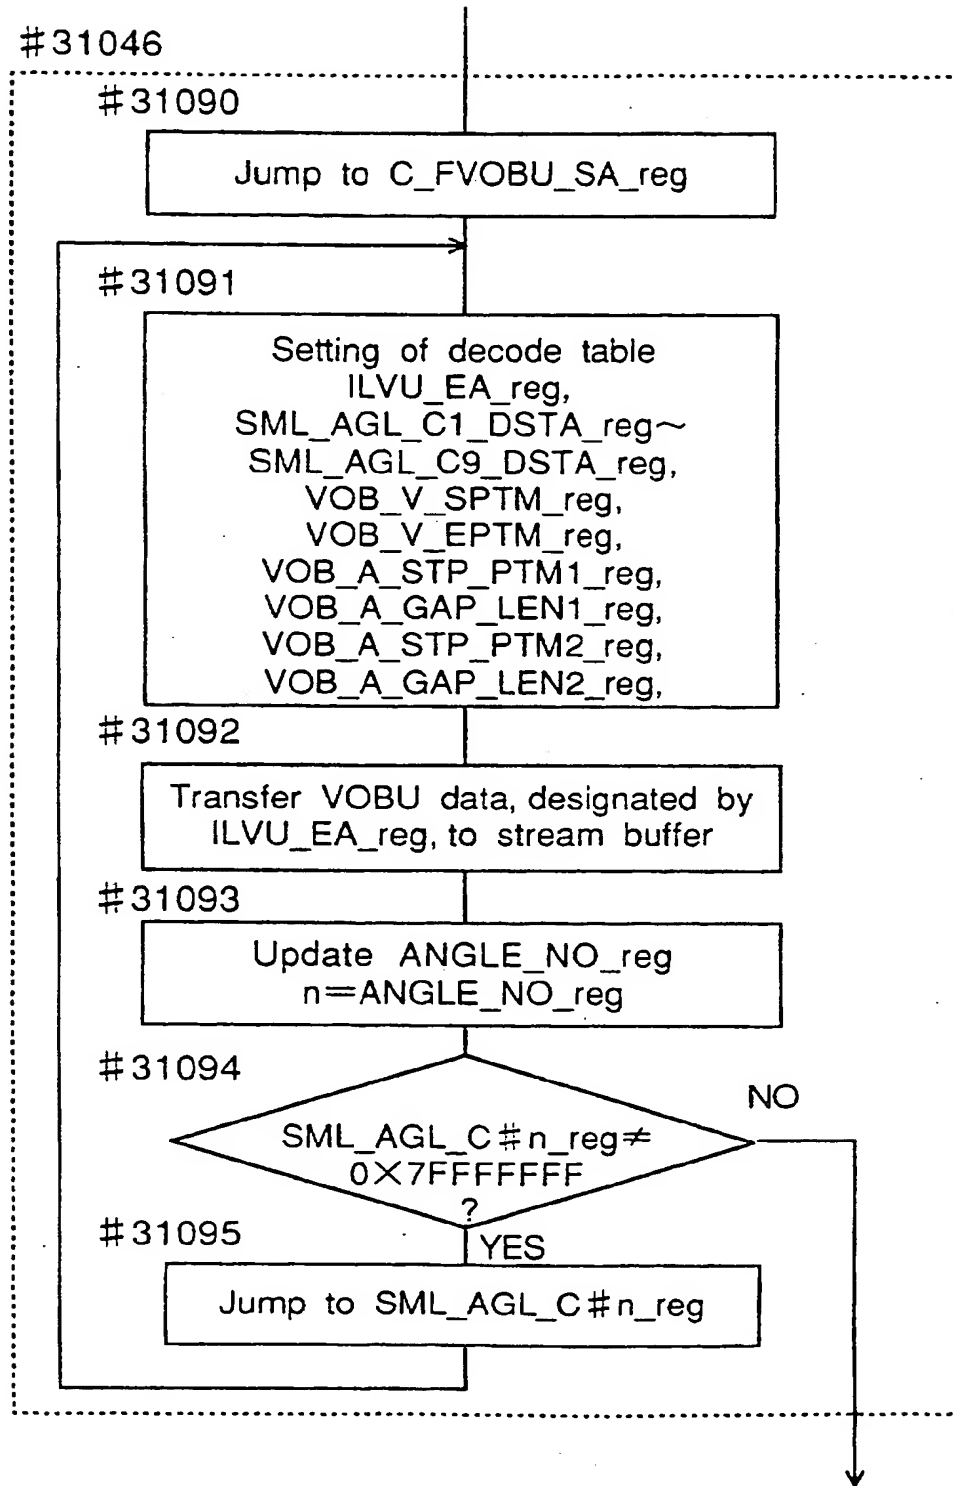 #31046
#31090
Jump to C_FVOBU_SA_reg
#31091
Setting of decode table
ILVU_EA_reg,
SML_AGL_C1_DSTA_reg~
SML_AGL_C9_DSTA_reg,
VOB_V_SPTM_reg,
VOB_V_EPTM_reg,
VOB_A_STP_PTM1_reg,
VOB_A_GAP_LEN1_reg,
VOB_A_STP_PTM2_reg,
VOB_A_GAP_LEN2_reg,
#31092
Transfer VOBU data, designated by
ILVU_EA_reg, to stream buffer
#31093
Update ANGLE_NO_reg
n=ANGLE_NO_reg
#31094
NO
SML_AGL_C#n_reg≠
0X7FFFFFFF
?
#31095
YES
Jump to SML_AGL_C#n_reg